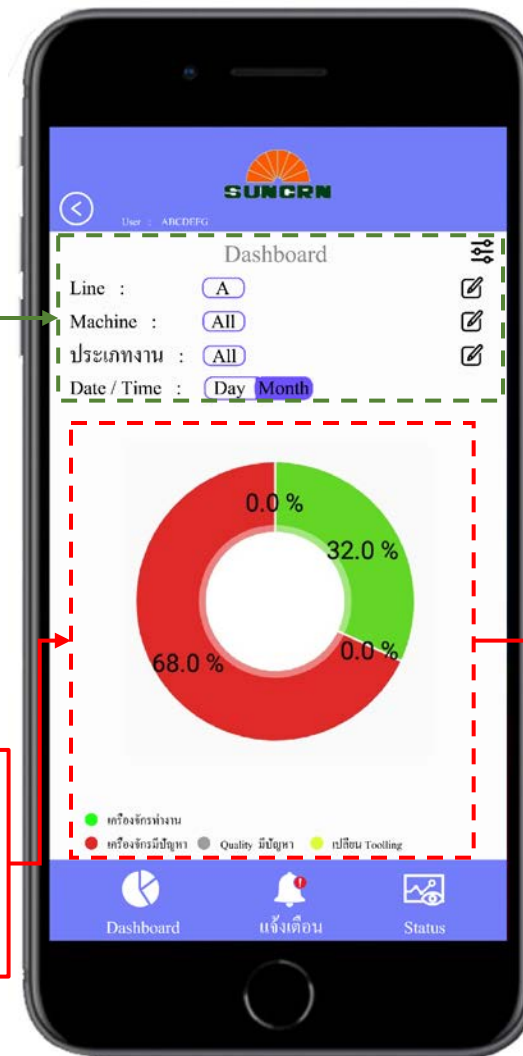 SUNCRN
User : ABCDEFG
Dashboard
Line : A
Machine : All
ประเภทงาน : All
Date / Time : Day Month
0.0 %
32.0 %
0.0 %
68.0 %
เครื่องจักรทำงาน
เครื่องจักรมีปัญหา Quality มีปัญหา เปลี่ยน Toolling
Dashboard แจ้งเตือน Status